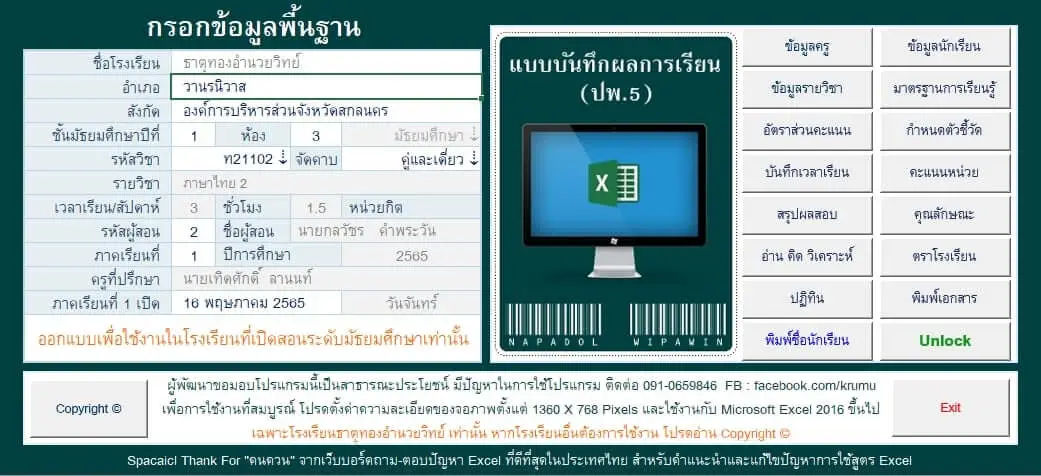 กรอกข้อมูลพื้นฐาน
ชื่อโรงเรียน ธาตุทองอำนวยวิทย์
อำเภอ วานรนิวาส
สังกัด องค์การบริหารส่วนจังหวัดสกลนคร
ชั้นมัธยมศึกษาปีที่ 1 ห้อง 3 มัธยมศึกษา
รหัสวิชา ท21102 จัดคาบ คู่และเดี่ยว
รายวิชา ภาษาไทย 2
เวลาเรียน/สัปดาห์ 3 ชั่วโมง 1.5 หน่วยกิต
รหัสผู้สอน 2 ชื่อผู้สอน นายกลวัชร คำพระวัน
ภาคเรียนที่ 1 ปีการศึกษา 2565
ครูที่ปรึกษา นายเทิดศักดิ์ ลานนท์
ภาคเรียนที่ 1 เปิด 16 พฤษภาคม 2565 วันจันทร์
ออกแบบเพื่อใช้งานในโรงเรียนที่เปิดสอนระดับมัธยมศึกษาเท่านั้น
แบบบันทึกผลการเรียน
(ปพ.5)
X
NAPADOL WIPAWIN
ข้อมูลครู ข้อมูลนักเรียน
ข้อมูลรายวิชา มาตรฐานการเรียนรู้
อัตราส่วนคะแนน กำหนดตัวชี้วัด
บันทึกเวลาเรียน คะแนนหน่วย
สรุปผลสอบ คุณลักษณะ
อ่าน คิด วิเคราะห์ ตราโรงเรียน
ปฏิทิน พิมพ์เอกสาร
พิมพ์ชื่อนักเรียน Unlock
Copyright ©
ผู้พัฒนาขอมอบโปรแกรมนี้เป็นสาธารณะประโยชน์ มีปัญหาในการใช้โปรแกรม ติดต่อ 091-0659846 FB : facebook.com/krumu
เพื่อการใช้งานที่สมบูรณ์ โปรดตั้งค่าความละเอียดของจอภาพตั้งแต่ 1360 X 768 Pixels และใช้งานกับ Microsoft Excel 2016 ขึ้นไป
เฉพาะโรงเรียนธาตุทองอำนวยวิทย์ เท่านั้น หากโรงเรียนอื่นต้องการใช้งาน โปรดอ่าน Copyright ©
Exit
Spacaicl Thank For "คนควน" จากเว็บบอร์ดถาม-ตอบปัญหา Excel ที่ดีที่สุดในประเทศไทย สำหรับคำแนะนำและแก้ไขปัญหาการใช้สูตร Excel